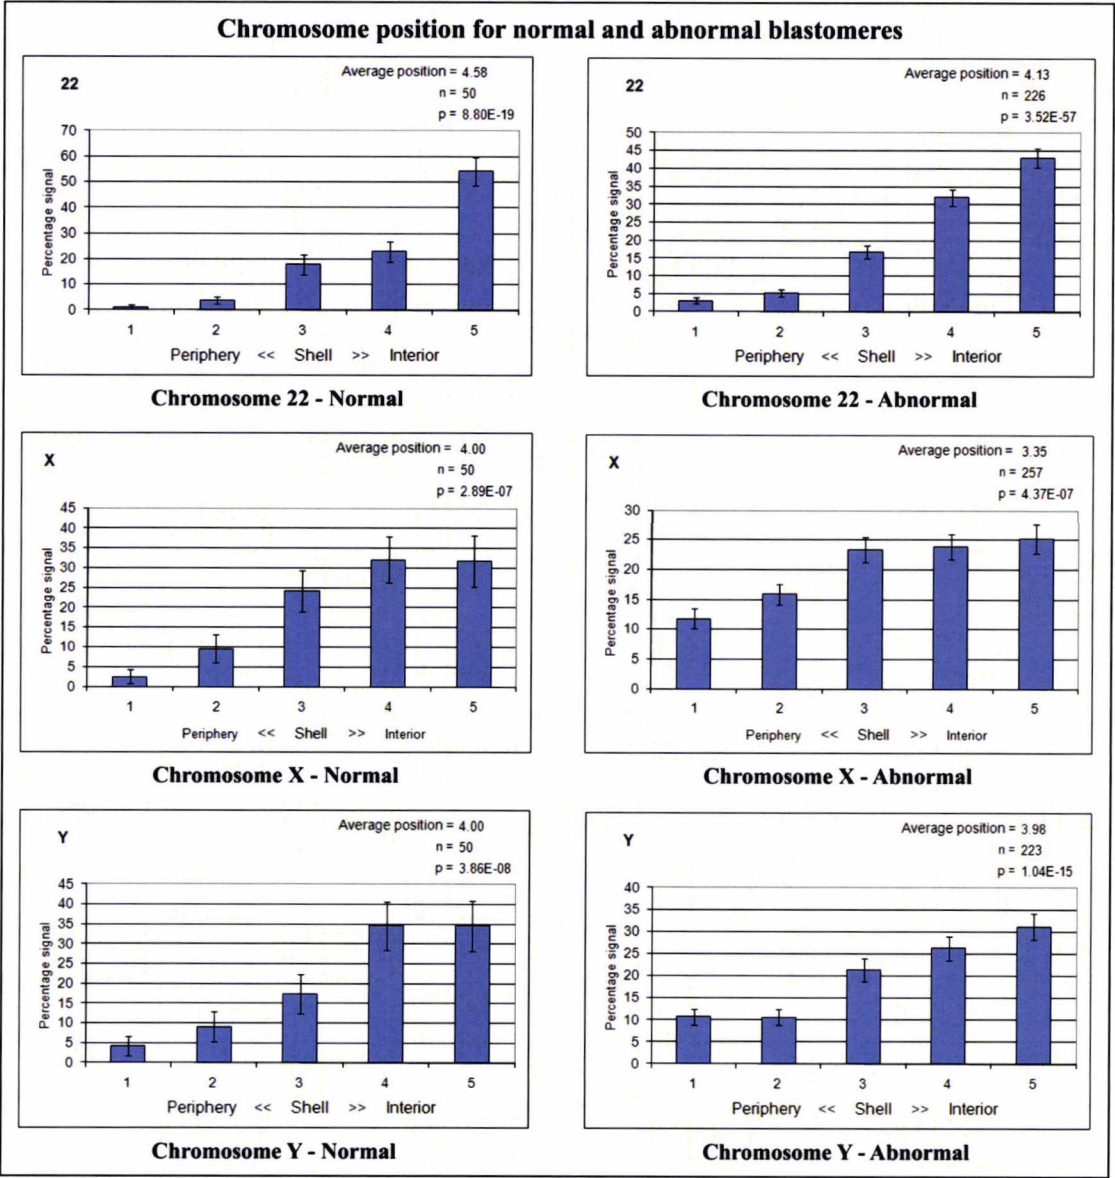 Chromosome position for normal and abnormal blastomeres
22
Average position = 4.58
n = 50
p = 8.80E-19
Percentage signal
70
60
50
40
30
20
10
0
1 2 3 4 5
Periphery << Shell >> Interior
Chromosome 22 - Normal
22
Average position = 4.13
n = 226
p = 3.52E-57
Percentage signal
50
45
40
35
30
25
20
15
10
5
0
1 2 3 4 5
Periphery << Shell >> Interior
Chromosome 22 - Abnormal
X
Average position = 4.00
n = 50
p = 2.89E-07
Percentage signal
45
40
35
30
25
20
15
10
5
0
1 2 3 4 5
Periphery << Shell >> Interior
Chromosome X - Normal
X
Average position = 3.35
n = 257
p = 4.37E-07
Percentage signal
30
25
20
15
10
5
0
1 2 3 4 5
Periphery << Shell >> Interior
Chromosome X - Abnormal
Y
Average position = 4.00
n = 50
p = 3.86E-08
Percentage signal
45
40
35
30
25
20
15
10
5
0
1 2 3 4 5
Periphery << Shell >> Interior
Chromosome Y - Normal
Y
Average position = 3.98
n = 223
p = 1.04E-15
Percentage signal
40
35
30
25
20
15
10
5
0
1 2 3 4 5
Periphery << Shell >> Interior
Chromosome Y - Abnormal